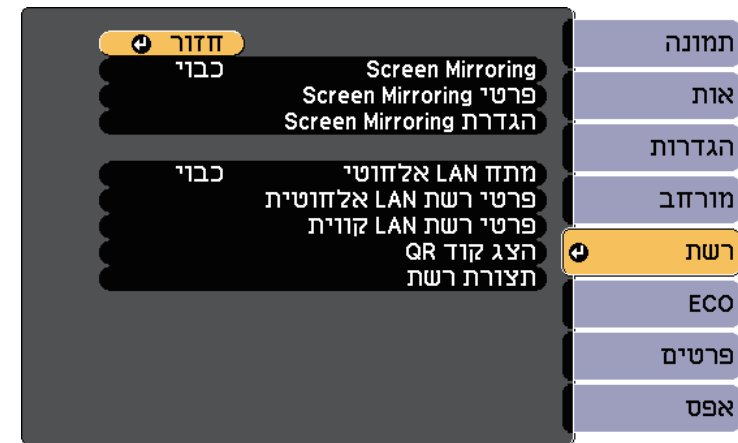 תמונה
אות
הגדרות
מורחב
רשת
ECO
פרטים
אפס
חזור
Screen Mirroring כבוי
פרטי Screen Mirroring
הגדרת Screen Mirroring
מתח LAN אלחוטי כבוי
פרטי רשת LAN אלחוטית
פרטי רשת LAN קווית
הצג קוד QR
תצורת רשת